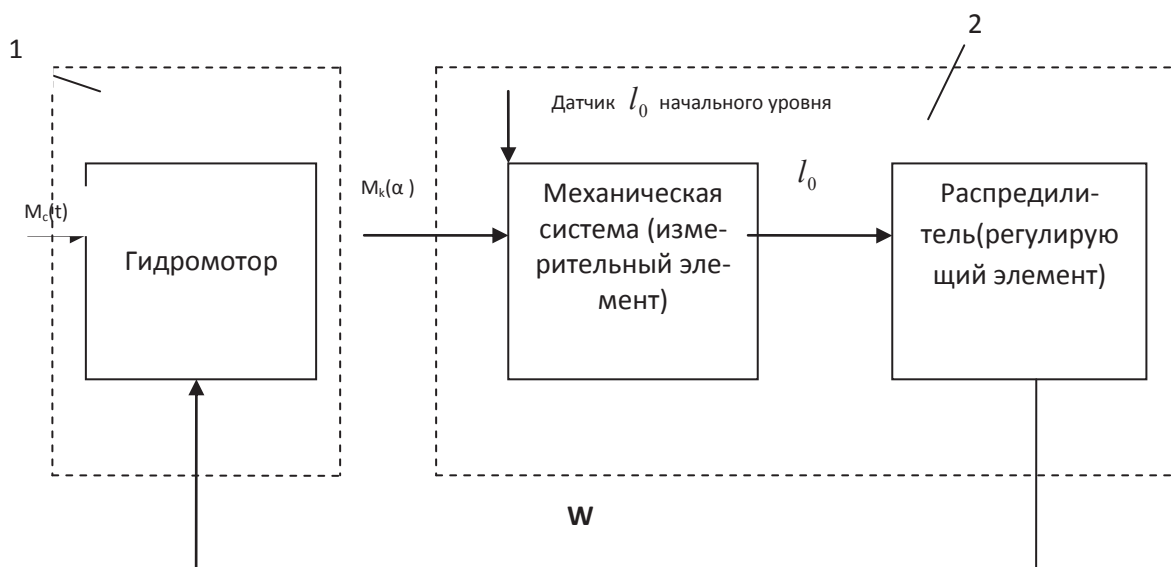 1
2
Датчик l₀ начального уровня
Mc(t)
Гидромотор
Mk(α )
Механическая
система (изме-
рительный эле-
мент)
l₀
Распредили-
тель(регулирую
щий элемент)
W